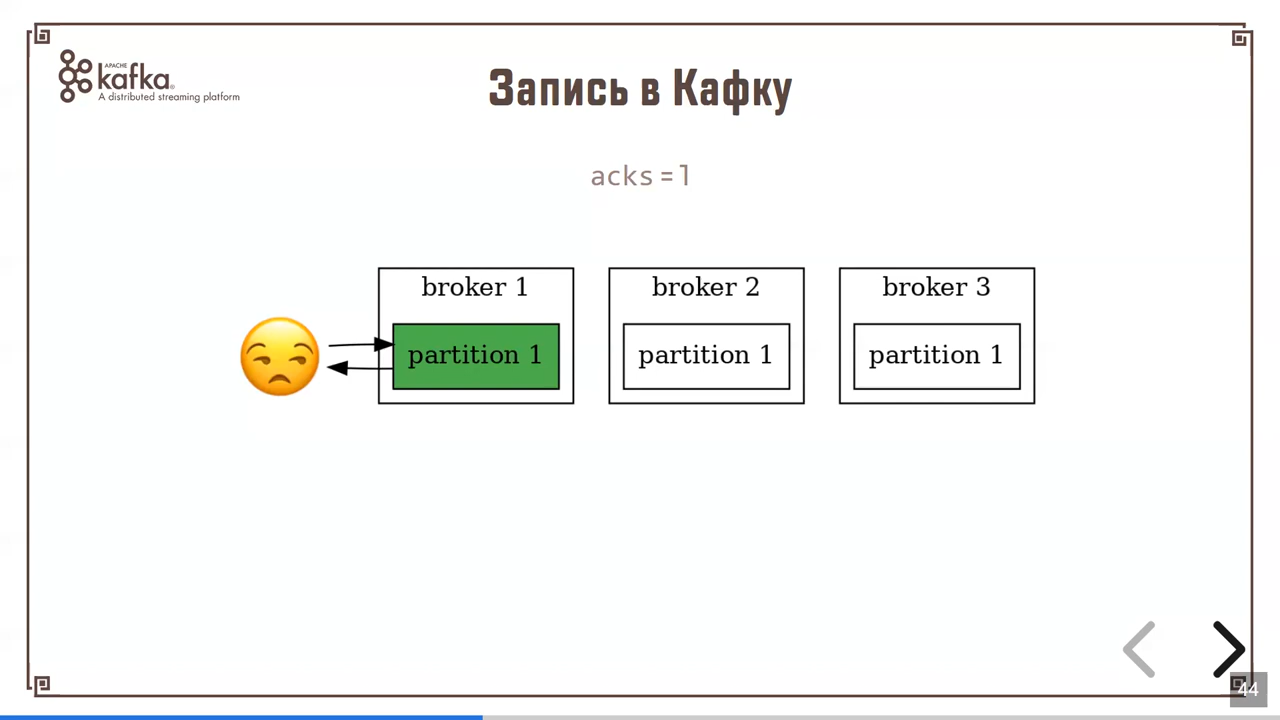 APACHE
kafka®
A distributed streaming platform
Запись в Кафку
acks=1
broker 1
broker 2
broker 3
partition 1
partition 1
partition 1
44